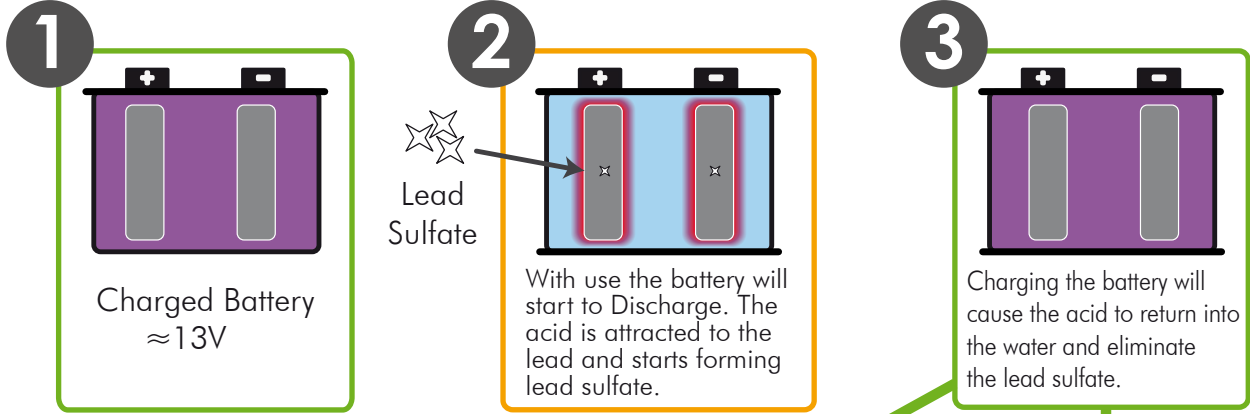 1
+ -
Charged Battery
≈13V
2
+ -
Lead
Sulfate
With use the battery will
start to Discharge. The
acid is attracted to the
lead and starts forming
lead sulfate.
3
+ -
Charging the battery will
cause the acid to return into
the water and eliminate
the lead sulfate.